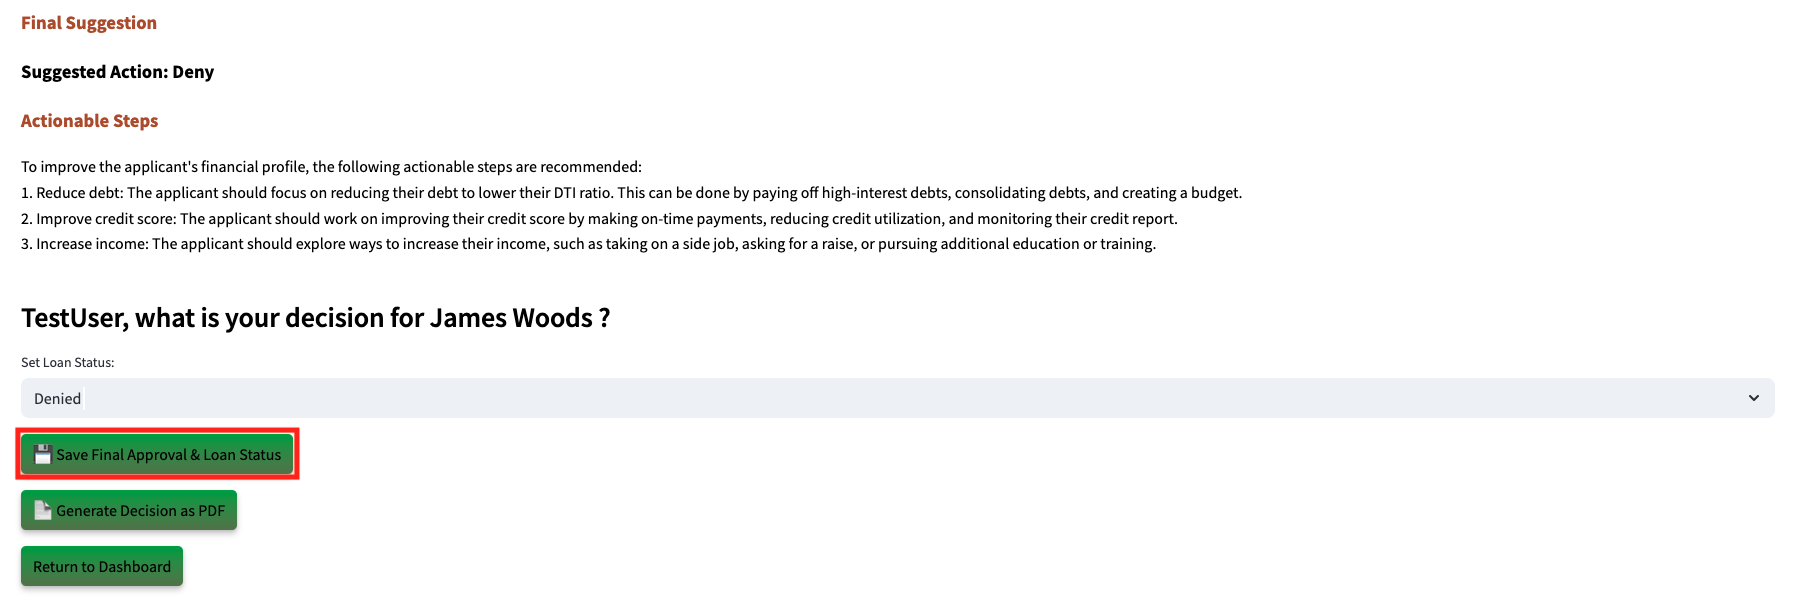 Final Suggestion
Suggested Action: Deny
Actionable Steps
To improve the applicant's financial profile, the following actionable steps are recommended:
1. Reduce debt: The applicant should focus on reducing their debt to lower their DTI ratio. This can be done by paying off high-interest debts, consolidating debts, and creating a budget.
2. Improve credit score: The applicant should work on improving their credit score by making on-time payments, reducing credit utilization, and monitoring their credit report.
3. Increase income: The applicant should explore ways to increase their income, such as taking on a side job, asking for a raise, or pursuing additional education or training.
TestUser, what is your decision for James Woods ?
Set Loan Status:
Denied
Save Final Approval & Loan Status
Generate Decision as PDF
Return to Dashboard